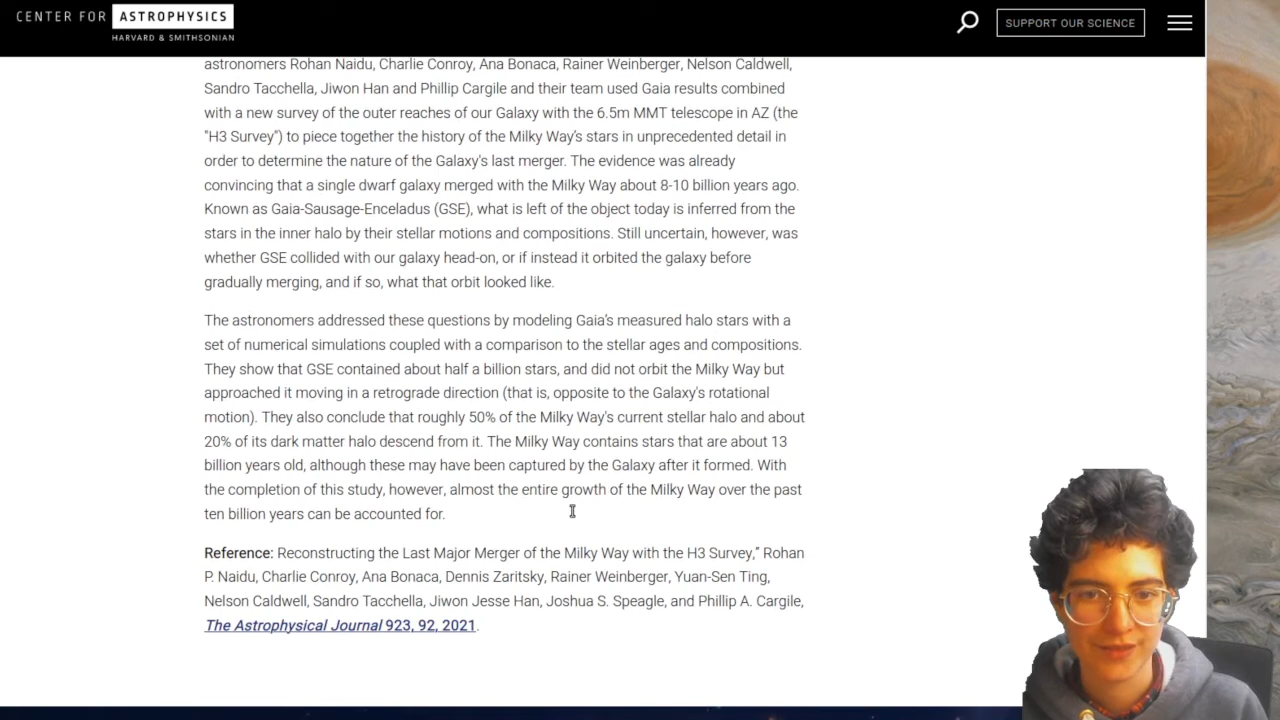 CENTER FOR ASTROPHYSICS
HARVARD & SMITHSONIAN
SUPPORT OUR SCIENCE
astronomers Rohan Naidu, Charlie Conroy, Ana Bonaca, Rainer Weinberger, Nelson Caldwell,
Sandro Tacchella, Jiwon Han and Phillip Cargile and their team used Gaia results combined
with a new survey of the outer reaches of our Galaxy with the 6.5m MMT telescope in AZ (the
"H3 Survey") to piece together the history of the Milky Way’s stars in unprecedented detail in
order to determine the nature of the Galaxy's last merger. The evidence was already
convincing that a single dwarf galaxy merged with the Milky Way about 8-10 billion years ago.
Known as Gaia-Sausage-Enceladus (GSE), what is left of the object today is inferred from the
stars in the inner halo by their stellar motions and compositions. Still uncertain, however, was
whether GSE collided with our galaxy head-on, or if instead it orbited the galaxy before
gradually merging, and if so, what that orbit looked like.
The astronomers addressed these questions by modeling Gaia’s measured halo stars with a
set of numerical simulations coupled with a comparison to the stellar ages and compositions.
They show that GSE contained about half a billion stars, and did not orbit the Milky Way but
approached it moving in a retrograde direction (that is, opposite to the Galaxy's rotational
motion). They also conclude that roughly 50% of the Milky Way's current stellar halo and about
20% of its dark matter halo descend from it. The Milky Way contains stars that are about 13
billion years old, although these may have been captured by the Galaxy after it formed. With
the completion of this study, however, almost the entire growth of the Milky Way over the past
ten billion years can be accounted for.
Reference: Reconstructing the Last Major Merger of the Milky Way with the H3 Survey,” Rohan
P. Naidu, Charlie Conroy, Ana Bonaca, Dennis Zaritsky, Rainer Weinberger, Yuan-Sen Ting,
Nelson Caldwell, Sandro Tacchella, Jiwon Jesse Han, Joshua S. Speagle, and Phillip A. Cargile,
The Astrophysical Journal 923, 92, 2021.